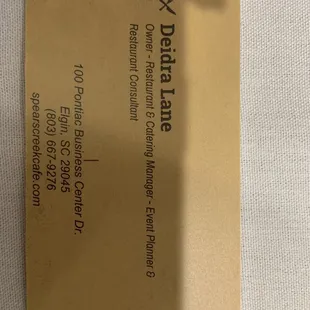 Deidra Lane
Owner - Restaurant & Catering Manager - Event Planner &
Restaurant Consultant
100 Pontiac Business Center Dr.
Elgin, SC 29045
(803) 667-9276
spearscreekcafe.com